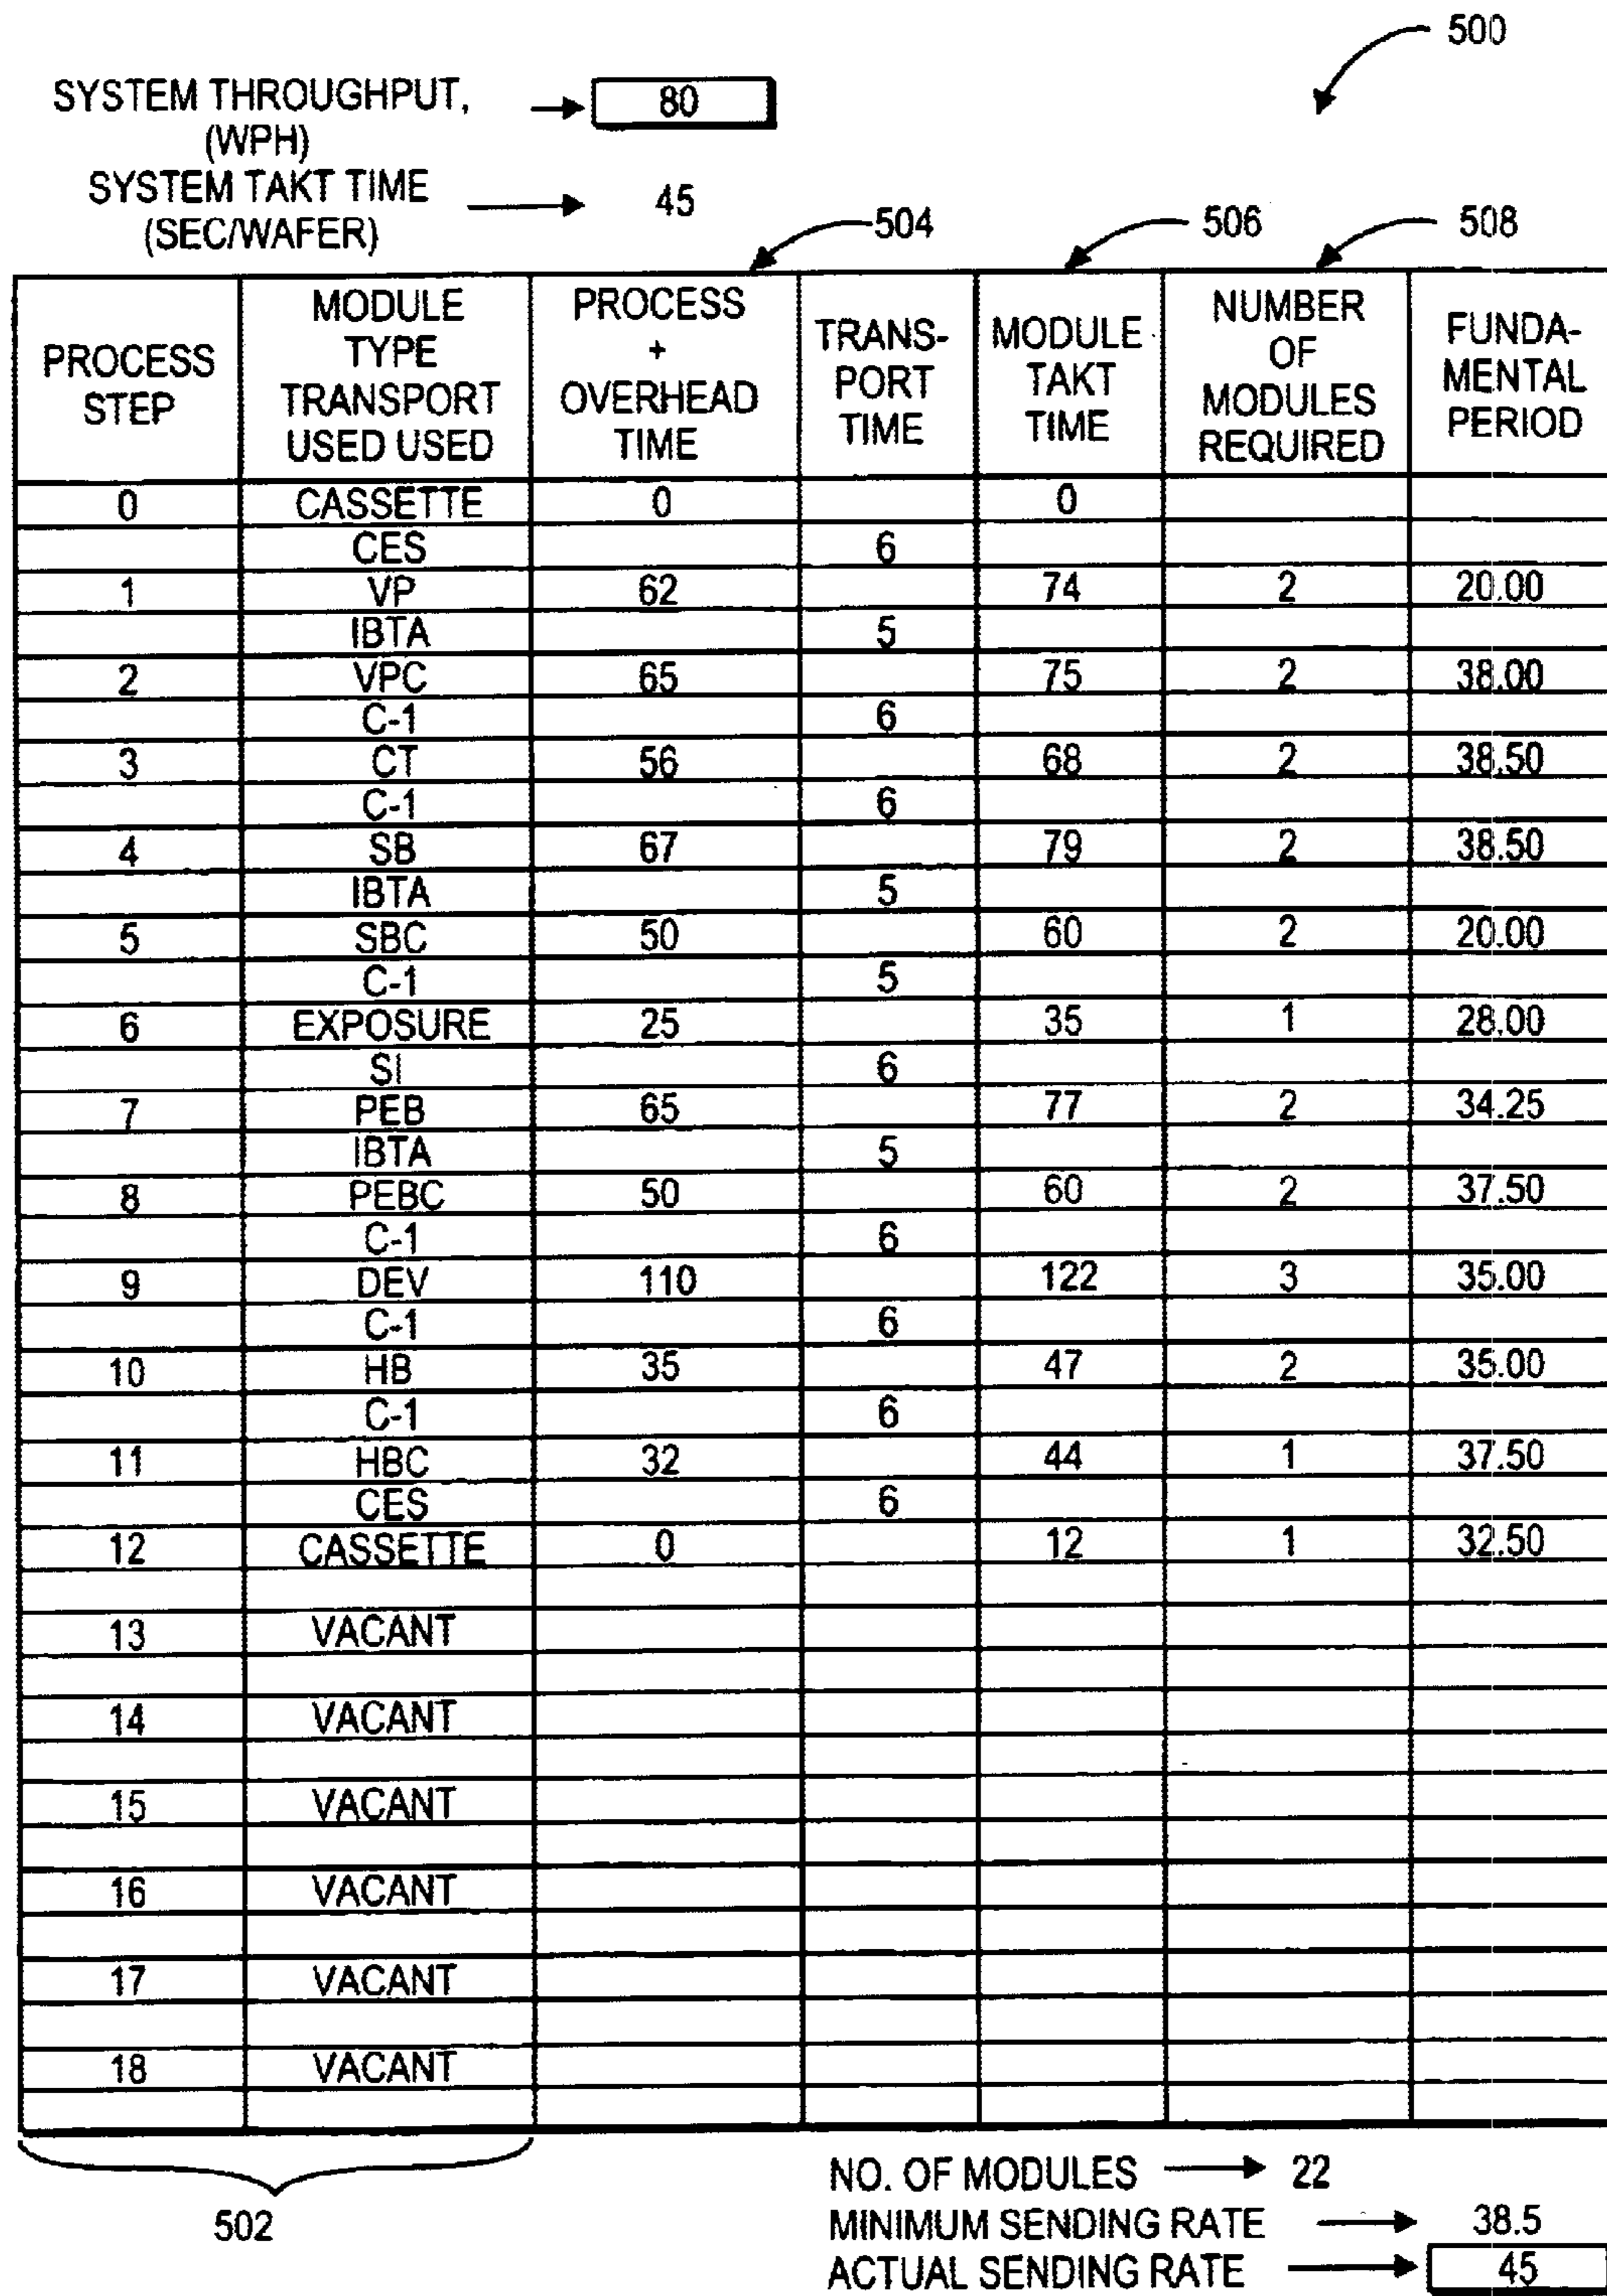 500
SYSTEM THROUGHPUT, 80
(WPH)
SYSTEM TAKT TIME 45
(SEC/WAFER)
504 506 508
PROCESS STEP MODULE TYPE TRANSPORT USED USED PROCESS + OVERHEAD TIME TRANS-PORT TIME MODULE TAKT TIME NUMBER OF MODULES REQUIRED FUNDA-MENTAL PERIOD
0 CASSETTE 0 0
CES 6
1 VP 62 74 2 20.00
IBTA 5
2 VPC 65 75 2 38.00
C-1 6
3 CT 56 68 2 38.50
C-1 6
4 SB 67 79 2 38.50
IBTA 5
5 SBC 50 60 2 20.00
C-1 5
6 EXPOSURE 25 35 1 28.00
SI 6
7 PEB 65 77 2 34.25
IBTA 5
8 PEBC 50 60 2 37.50
C-1 6
9 DEV 110 122 3 35.00
C-1 6
10 HB 35 47 2 35.00
C-1 6
11 HBC 32 44 1 37.50
CES 6
12 CASSETTE 0 12 1 32.50
13 VACANT
14 VACANT
15 VACANT
16 VACANT
17 VACANT
18 VACANT
502
NO. OF MODULES 22
MINIMUM SENDING RATE 38.5
ACTUAL SENDING RATE 45